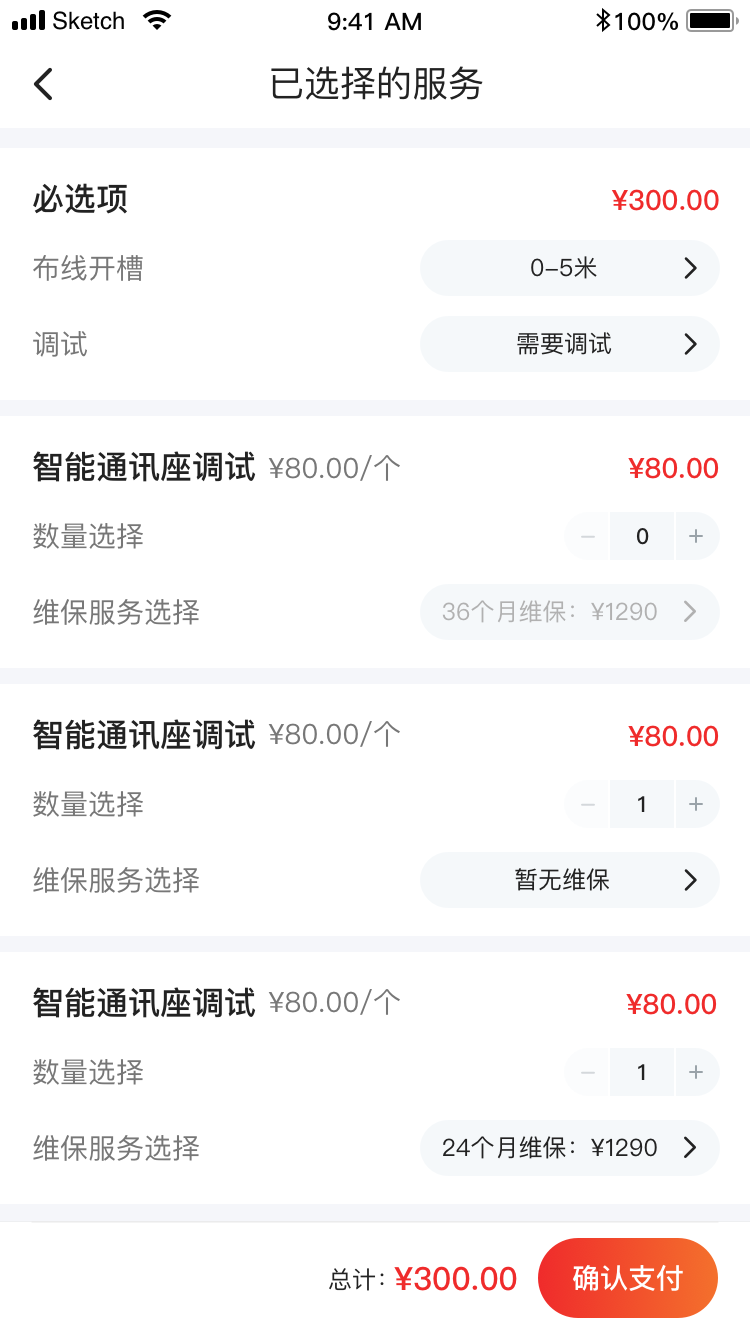 Sketch 9:41 AM 100%
已选择的服务
必选项 ¥300.00
布线开槽 0–5米
调试 需要调试
智能通讯座调试 ¥80.00/个 ¥80.00
数量选择 − 0 +
维保服务选择 36个月维保：¥1290
智能通讯座调试 ¥80.00/个 ¥80.00
数量选择 − 1 +
维保服务选择 暂无维保
智能通讯座调试 ¥80.00/个 ¥80.00
数量选择 − 1 +
维保服务选择 24个月维保：¥1290
总计：¥300.00 确认支付